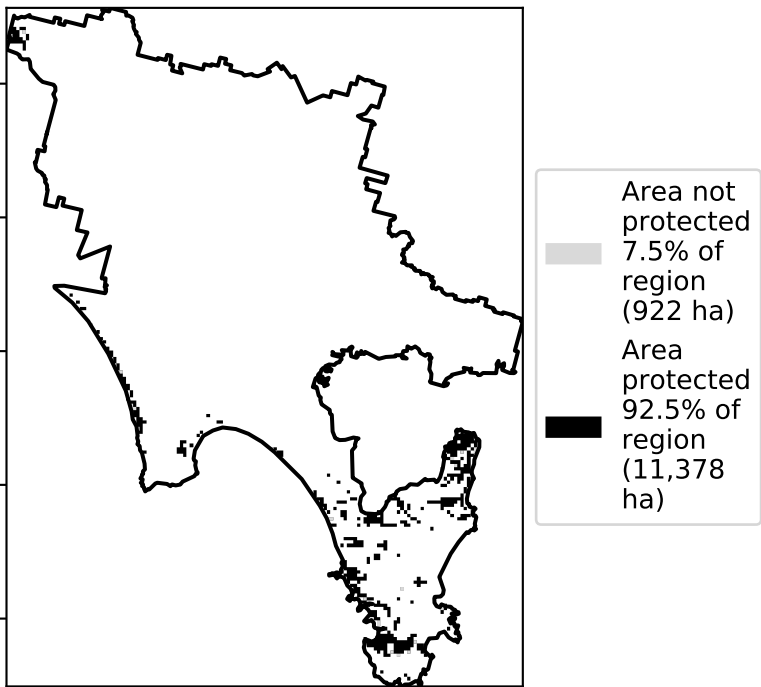 Area not
protected
7.5% of
region
(922 ha)
Area
protected
92.5% of
region
(11,378
ha)